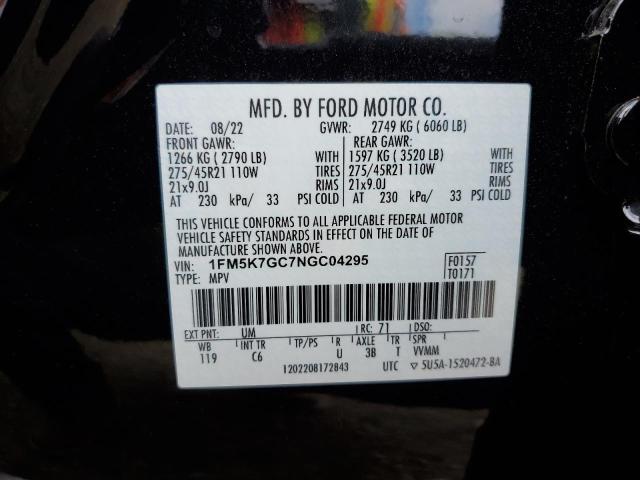 MFD. BY FORD MOTOR CO.
DATE: 08/22 GVWR: 2749 KG ( 6060 LB)
FRONT GAWR: REAR GAWR:
1266 KG ( 2790 LB) WITH 1597 KG ( 3520 LB) WITH
275/45R21 110W TIRES 275/45R21 110W TIRES
21x9.0J RIMS 21x9.0J RIMS
AT 230 kPa/ 33 PSI COLD AT 230 kPa/ 33 PSI COLD
THIS VEHICLE CONFORMS TO ALL APPLICABLE FEDERAL MOTOR
VEHICLE SAFETY STANDARDS IN EFFECT ON THE DATE OF
MANUFACTURE SHOWN ABOVE.
VIN: 1FM5K7GC7NGC04295 F0157
TYPE: MPV T0171
EXT PNT: UM RC: 71 DSO:
WB INT TR TP/PS R AXLE TR SPR
119 C6 U 3B T VVMM
1202208172843 UTC ▽ 5U5A-1520472-BA